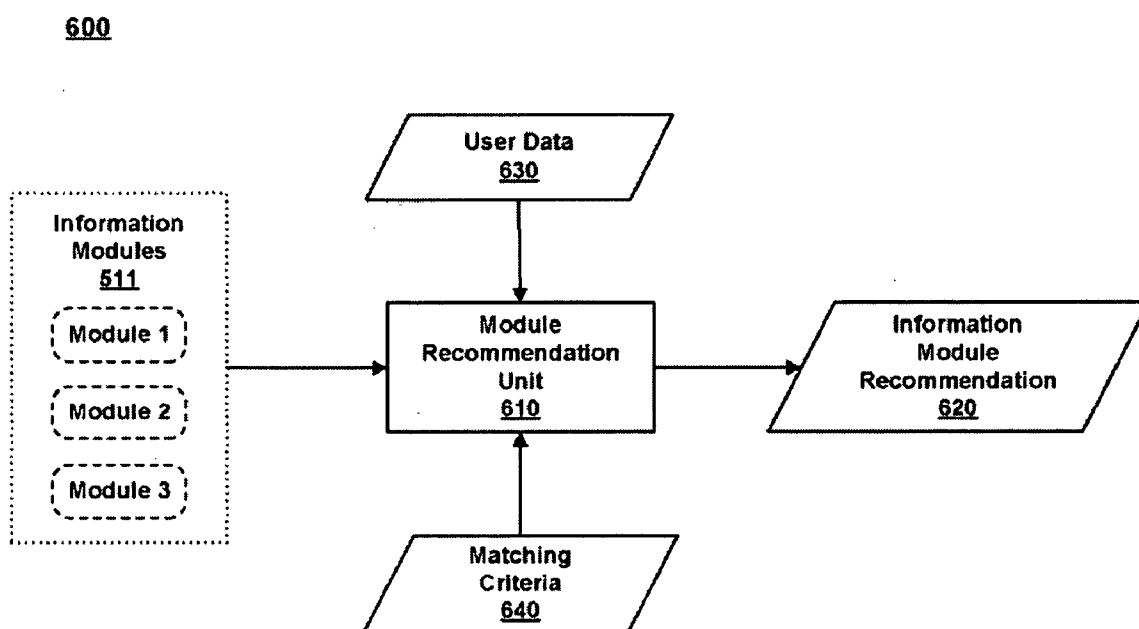 600
User Data
630
Information
Modules
511
Module 1
Module 2
Module 3
Module
Recommendation
Unit
610
Information
Module
Recommendation
620
Matching
Criteria
640